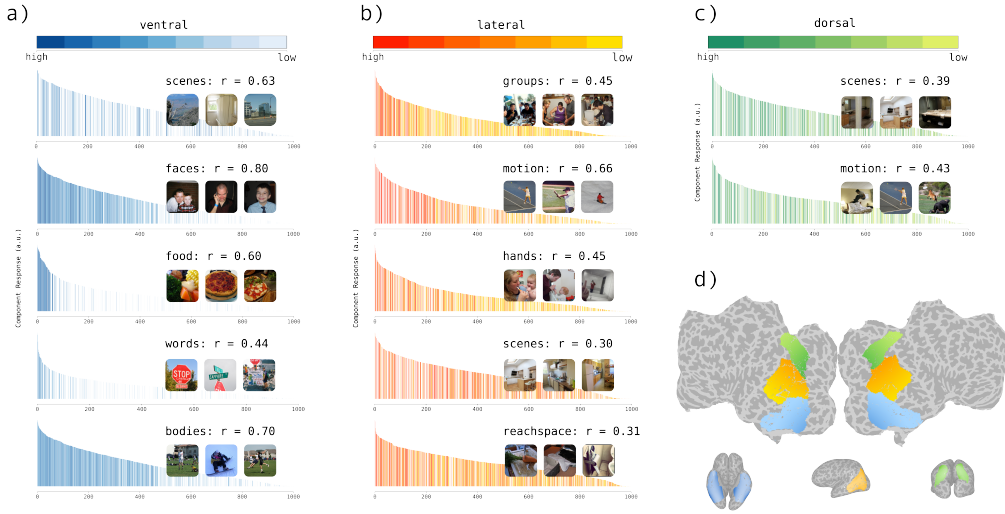 a)
ventral
high low
scenes: r = 0.63
0 200 400 600 800 1000
faces: r = 0.80
0 200 400 600 800 1000
food: r = 0.60
0 200 400 600 800 1000
words: r = 0.44
STOP
0 200 400 600 800 1000
bodies: r = 0.70
0 200 400 600 800 1000
Component Response (a.u.)
b)
lateral
high low
groups: r = 0.45
0 200 400 600 800 1000
motion: r = 0.66
0 200 400 600 800 1000
hands: r = 0.45
0 200 400 600 800 1000
scenes: r = 0.30
0 200 400 600 800 1000
reachspace: r = 0.31
0 200 400 600 800 1000
Component Response (a.u.)
c)
dorsal
high low
scenes: r = 0.39
0 200 400 600 800 1000
motion: r = 0.43
0 200 400 600 800 1000
Component Response (a.u.)
d)